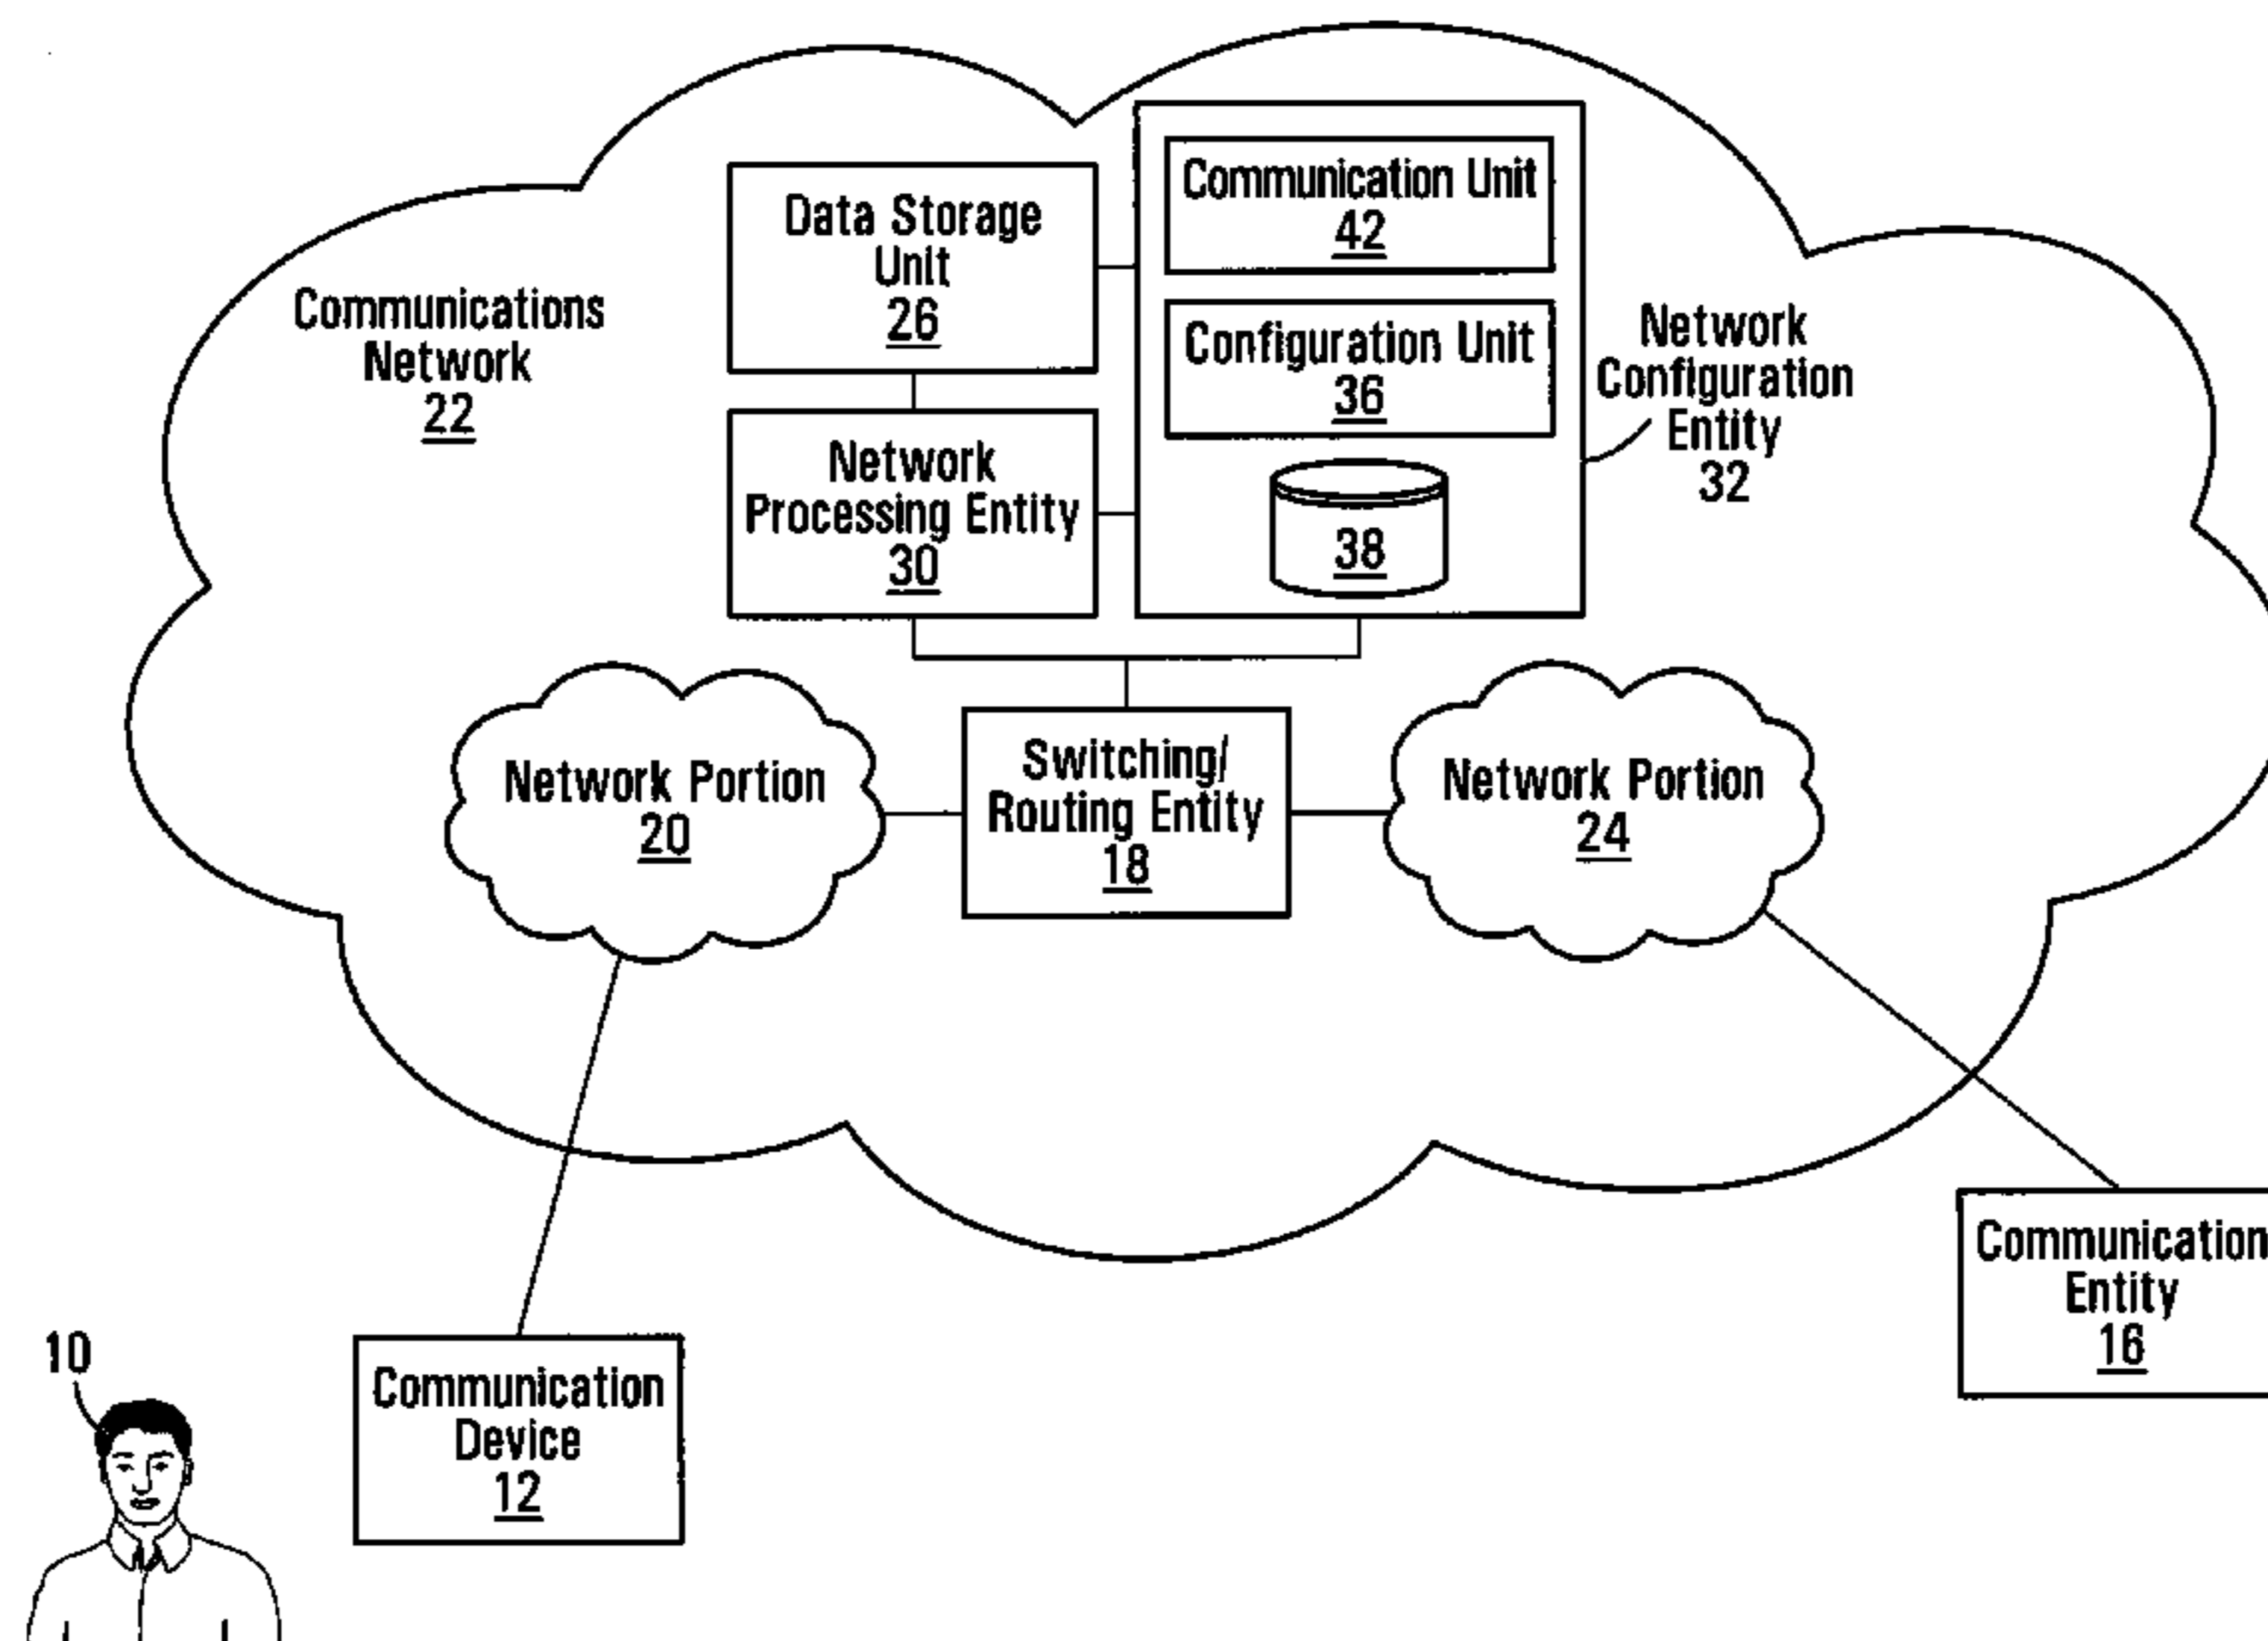 Communications
Network
22
Data Storage
Unit
26
Network
Processing Entity
30
Communication Unit
42
Configuration Unit
36
38
Network
Configuration
Entity
32
Network Portion
20
Switching/
Routing Entity
18
Network Portion
24
10
Communication
Device
12
Communication
Entity
16